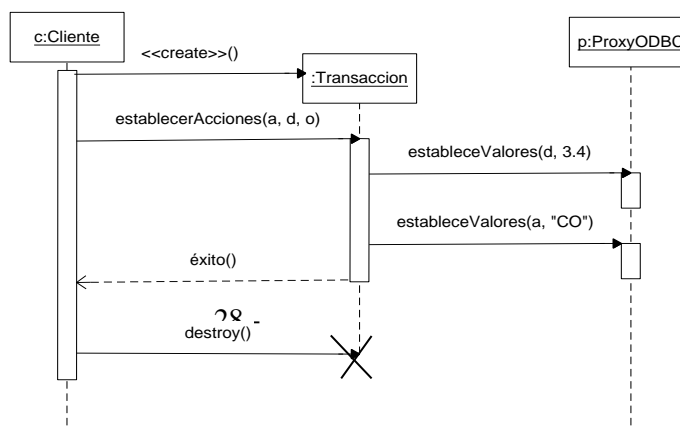 c:Cliente
p:ProxyODBC
<<create>>()
:Transaccion
establecerAcciones(a, d, o)
estableceValores(d, 3.4)
estableceValores(a, "CO")
éxito()
destroy()